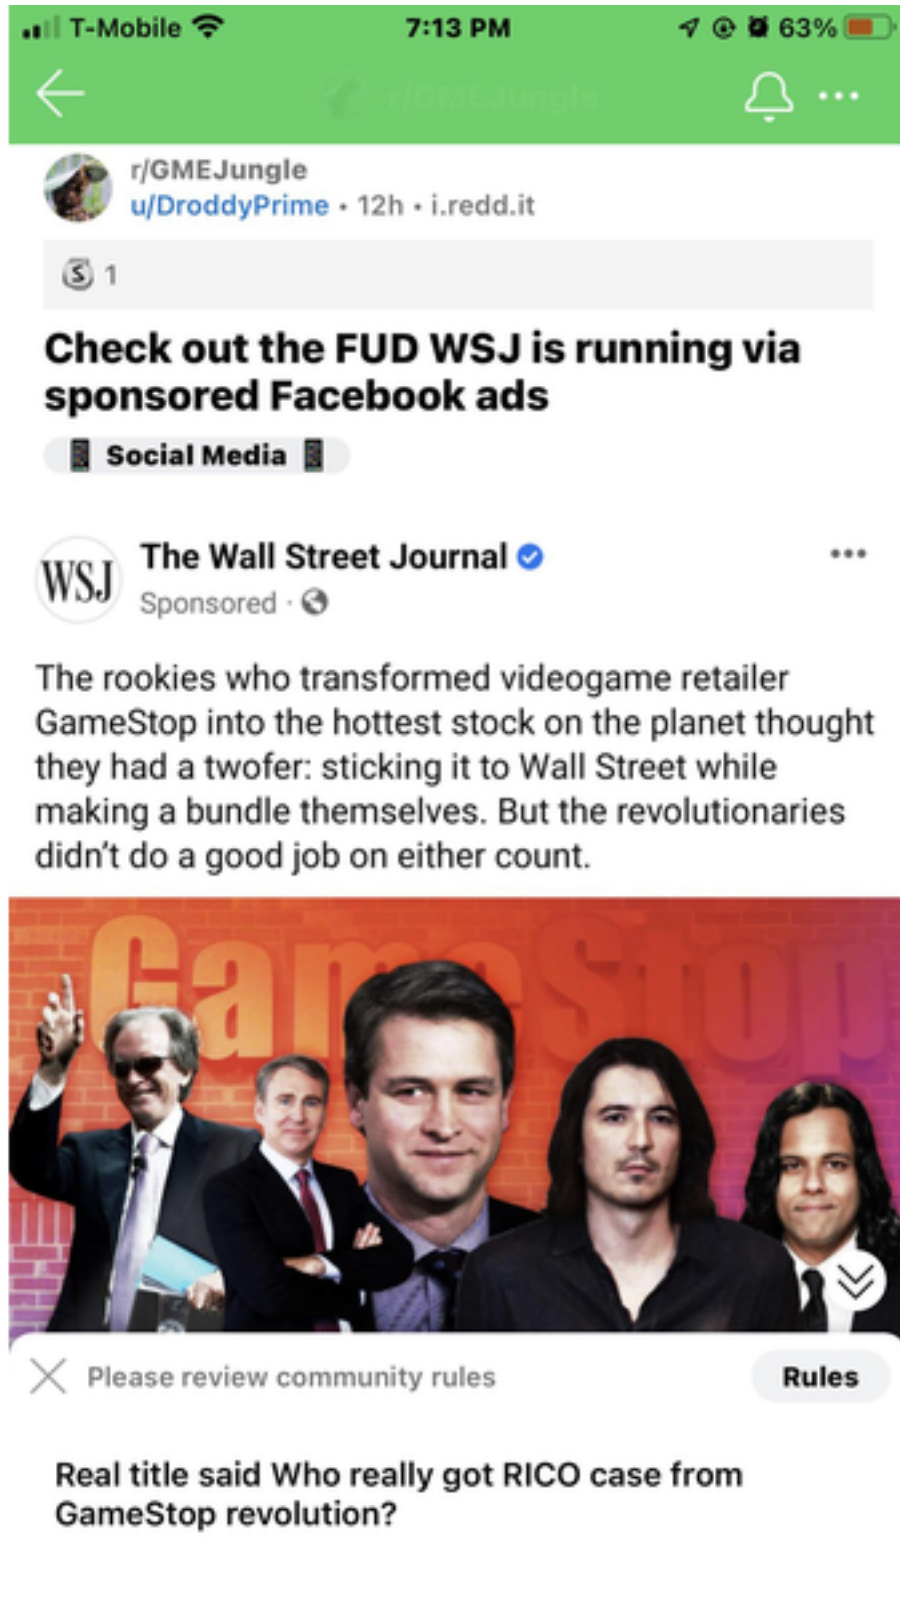 T-Mobile 7:13 PM 63%
r/GMEJungle
r/GMEJungle
u/DroddyPrime • 12h • i.redd.it
1
Check out the FUD WSJ is running via
sponsored Facebook ads
Social Media
WSJ
The Wall Street Journal
Sponsored ·
The rookies who transformed videogame retailer
GameStop into the hottest stock on the planet thought
they had a twofer: sticking it to Wall Street while
making a bundle themselves. But the revolutionaries
didn't do a good job on either count.
GameStop
Please review community rules
Rules
Real title said Who really got RICO case from
GameStop revolution?